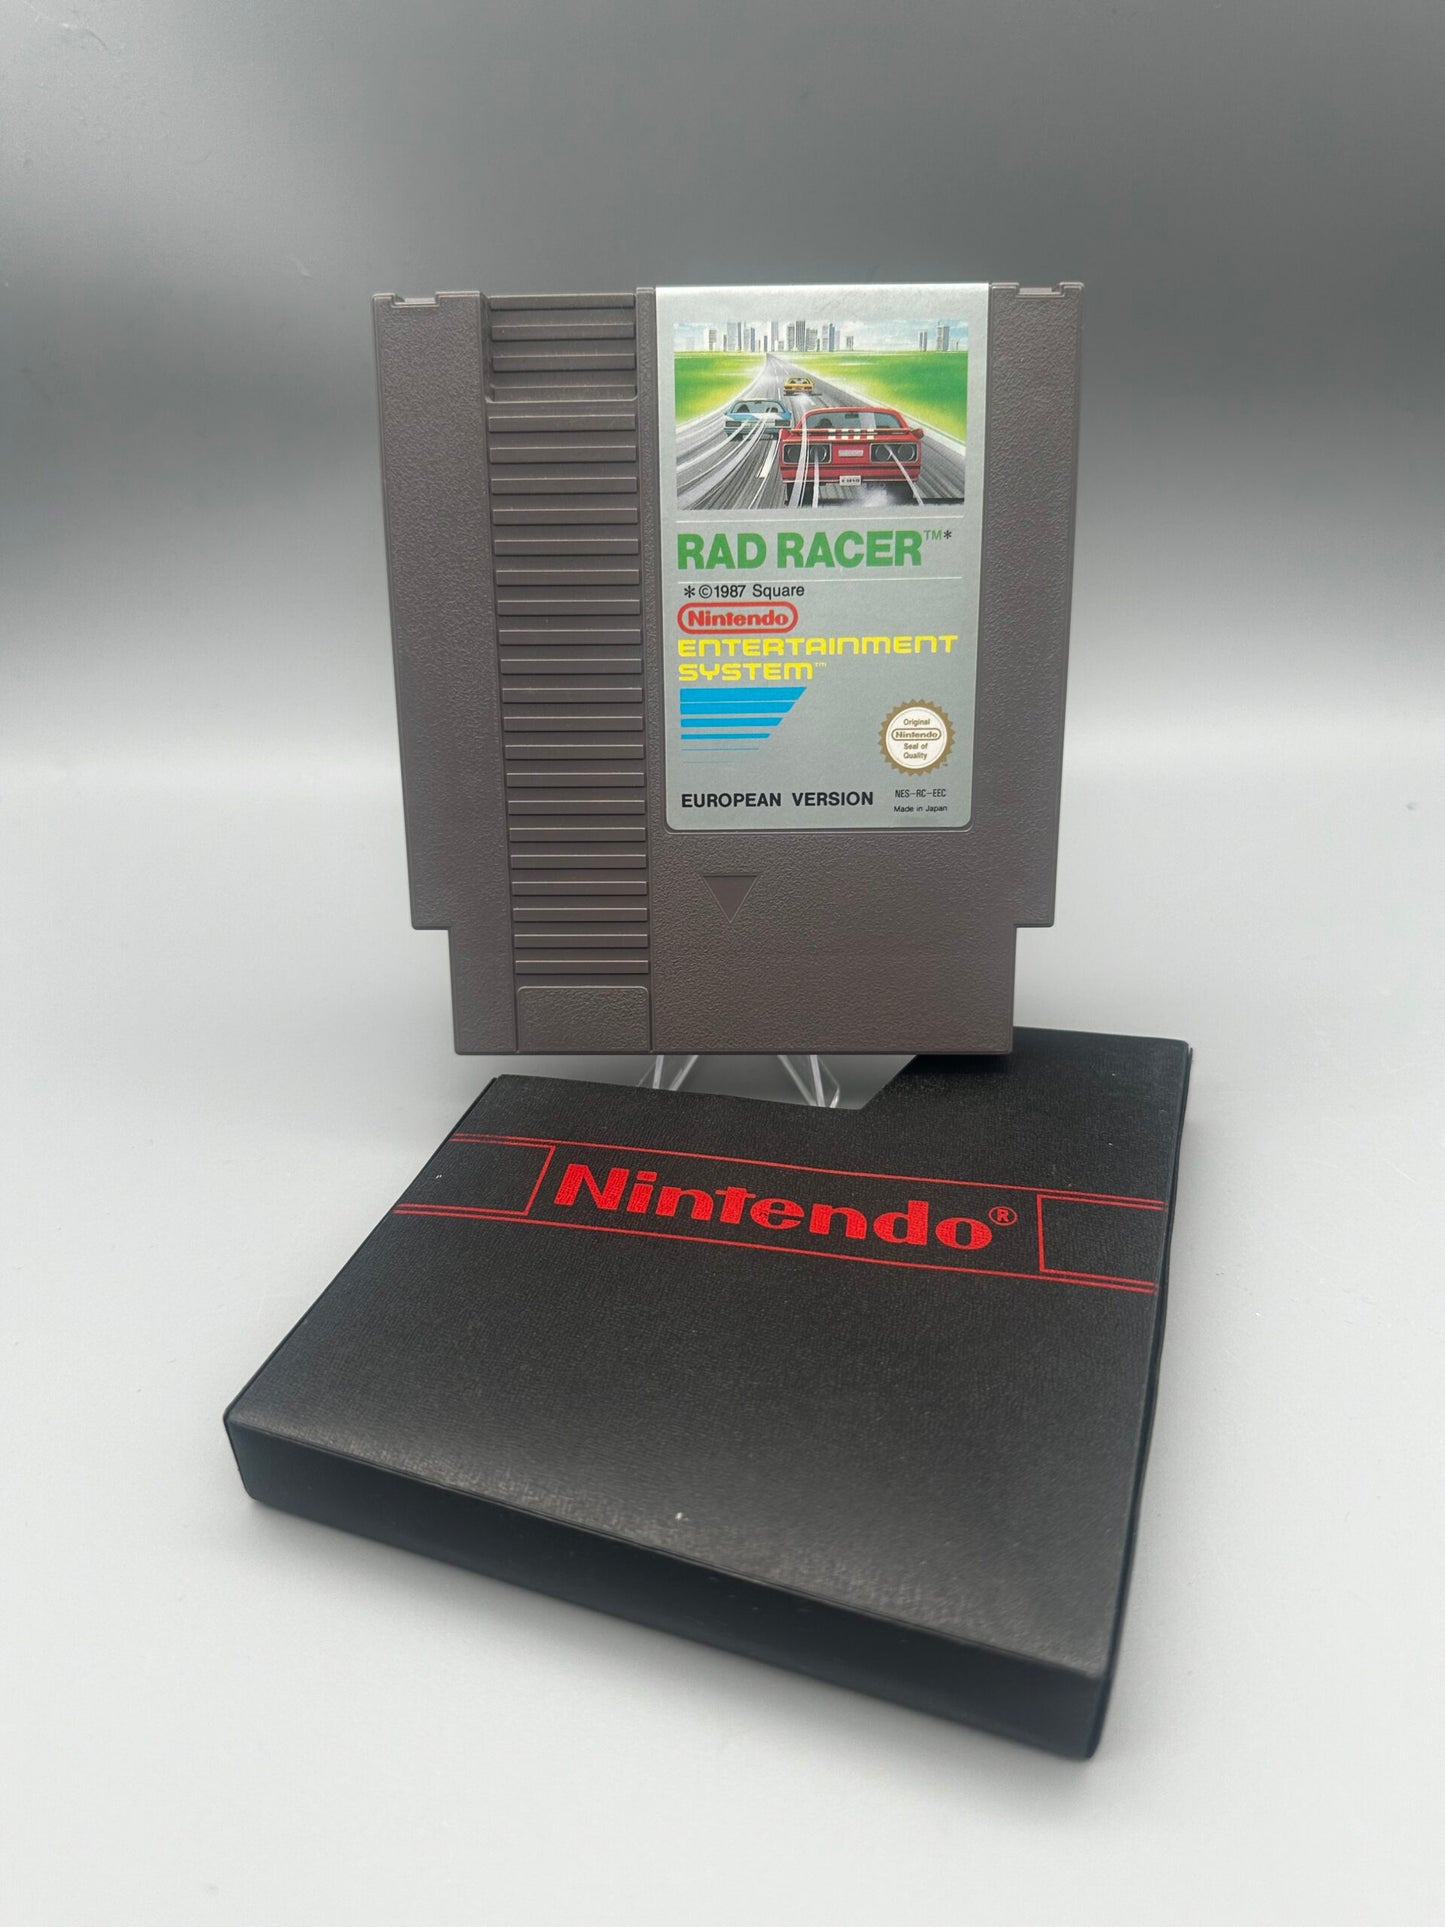 RAD RACER™*
*©1987 Square
Nintendo
ENTERTAINMENT
SYSTEM™
Original
Nintendo
Seal of
Quality
EUROPEAN VERSION
NES-RC-EEC
Made in Japan
Nintendo®